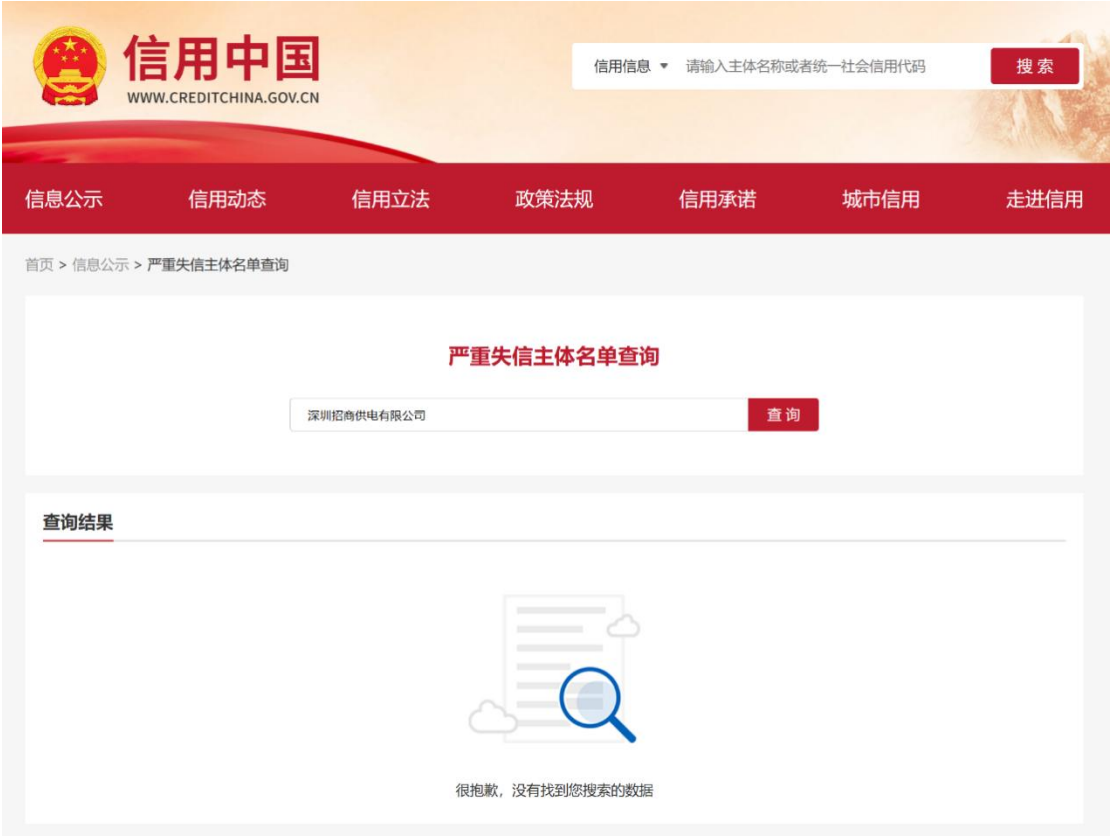 信用中国
WWW.CREDITCHINA.GOV.CN
信用信息 请输入主体名称或者统一社会信用代码 搜索
信息公示 信用动态 信用立法 政策法规 信用承诺 城市信用 走进信用
首页 > 信息公示 > 严重失信主体名单查询
严重失信主体名单查询
深圳招商供电有限公司 查询
查询结果
很抱歉，没有找到您搜索的数据